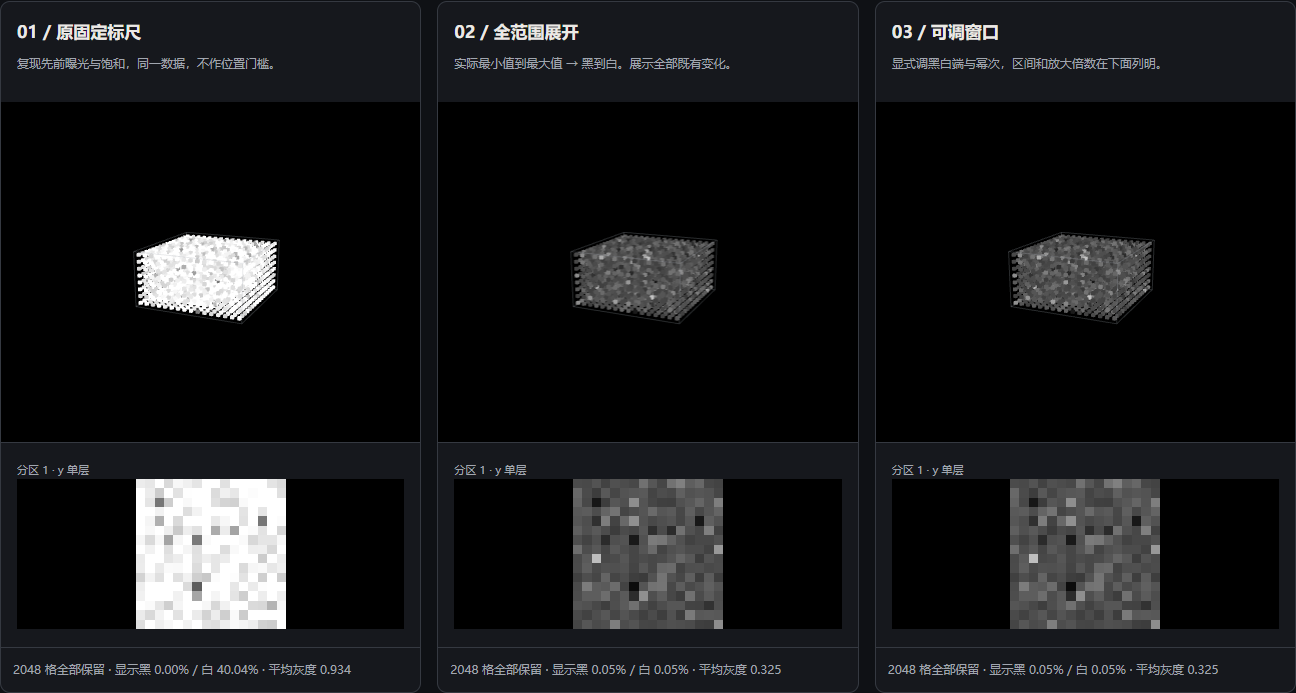 01 / 原固定标尺
复现先前曝光与饱和，同一数据，不作位置门槛。
分区 1 · y 单层
2048 格全部保留 · 显示黑 0.00% / 白 40.04% · 平均灰度 0.934
02 / 全范围展开
实际最小值到最大值 → 黑到白。展示全部既有变化。
分区 1 · y 单层
2048 格全部保留 · 显示黑 0.05% / 白 0.05% · 平均灰度 0.325
03 / 可调窗口
显式调黑白端与幂次，区间和放大倍数在下面列明。
分区 1 · y 单层
2048 格全部保留 · 显示黑 0.05% / 白 0.05% · 平均灰度 0.325